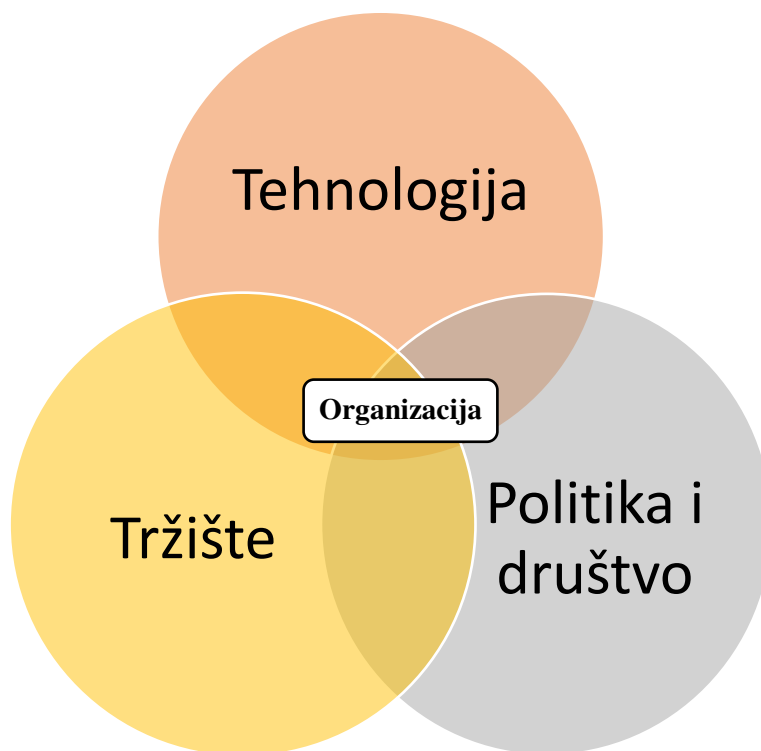 Tehnologija
Organizacija
Tržište
Politika i
društvo